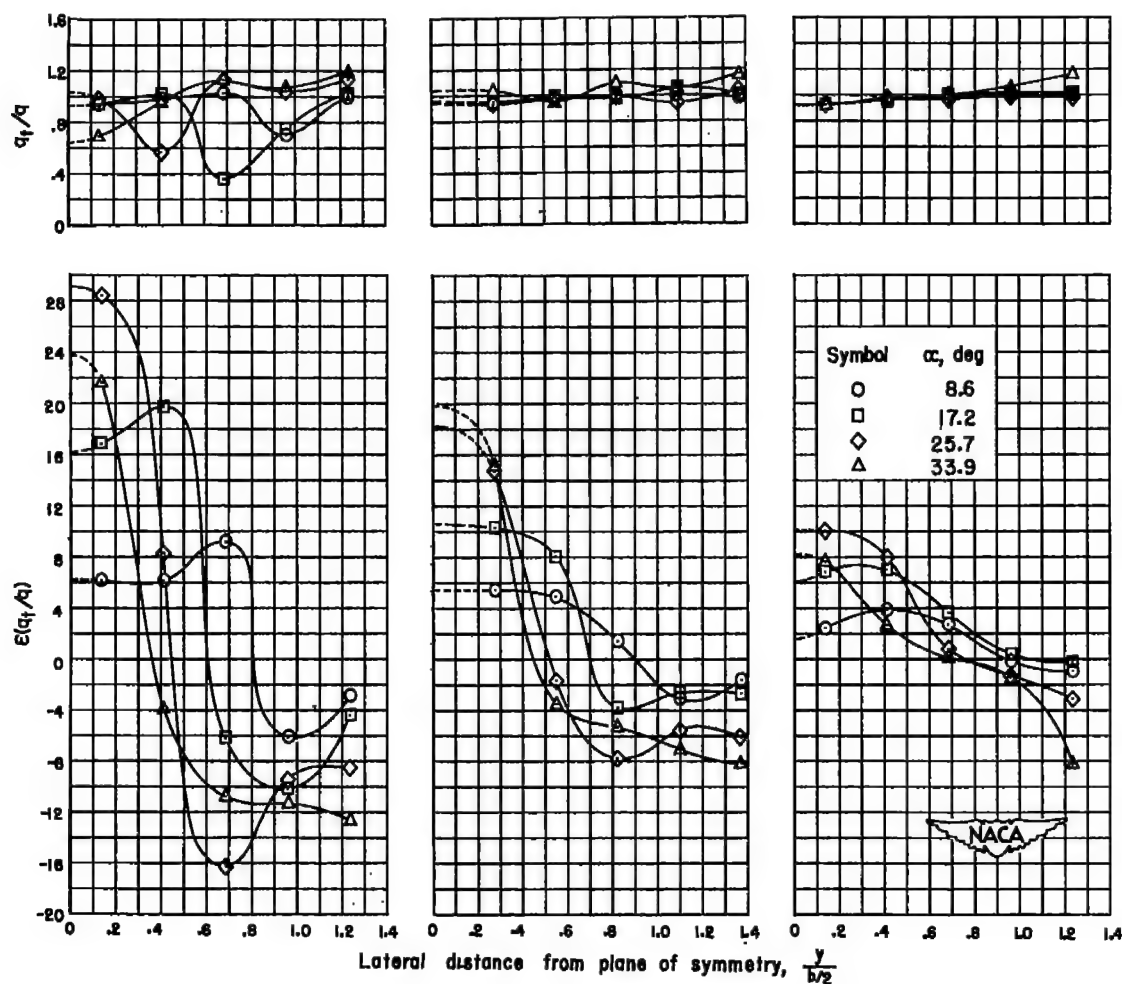 1.6
1.2
.8
.4
0
q_t/q
28
24
20
16
12
8
4
0
-4
-8
-12
-16
-20
ε(q_t/q)
Symbol α, deg
○ 8.6
□ 17.2
◇ 25.7
△ 33.9
NACA
0 .2 .4 .6 .8 1.0 1.2 1.4
0 .2 .4 .6 .8 1.0 1.2 1.4
0 .2 .4 .6 .8 1.0 1.2 1.4
Lateral distance from plane of symmetry, y/(b/2)